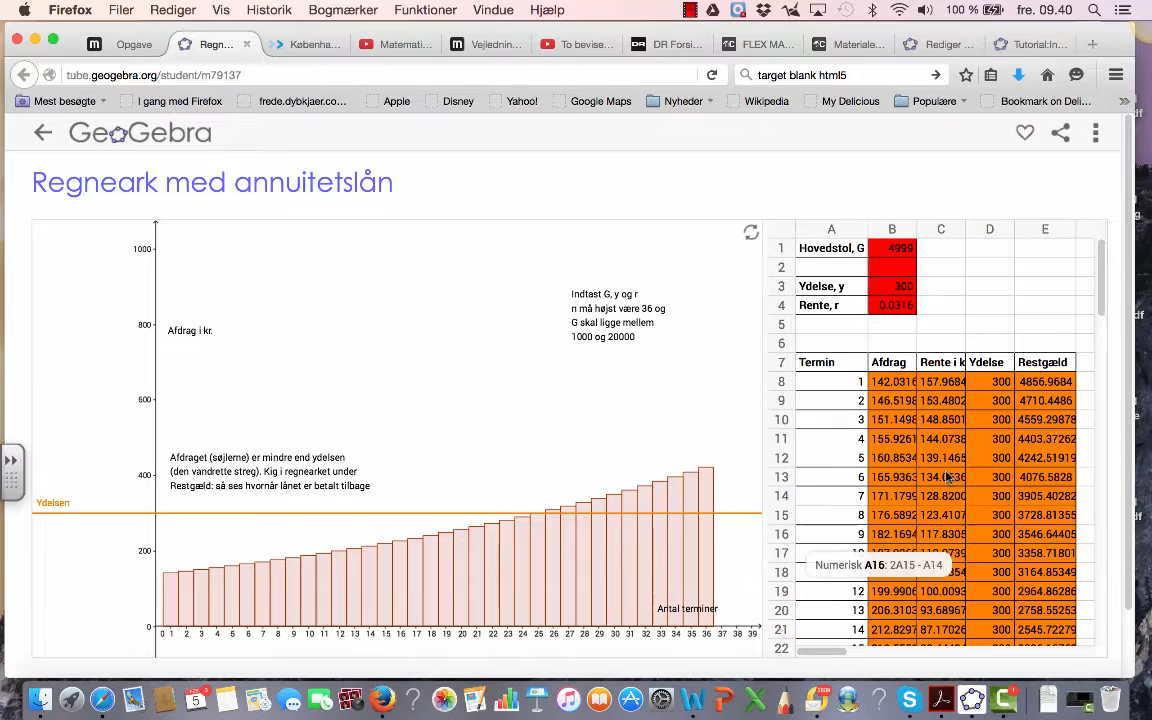 Firefox Filer Rediger Vis Historik Bogmærker Funktioner Vindue Hjælp 100 % fre. 09.40
Opgave Regn... Københa... Matemati... Vejlednin... To bevise... DR Forsi... FLEX MA... Materiale... Rediger ... Tutorial:In...
tube.geogebra.org/student/m79137 target blank html5
Mest besøgte I gang med Firefox frede.dybkjaer.co... Apple Disney Yahoo! Google Maps Nyheder Wikipedia My Delicious Populære Bookmark on Deli...
GeoGebra
Regneark med annuitetslån
1000
800
600
400
200
0
Afdrag i kr.
Indtast G, y og r
n må højst være 36 og
G skal ligge mellem
1000 og 20000
Afdraget (søjlerne) er mindre end ydelsen
(den vandrette streg). Kig i regnearket under
Restgæld: så ses hvornår lånet er betalt tilbage
Ydelsen
Antal terminer
0 1 2 3 4 5 6 7 8 9 10 11 12 13 14 15 16 17 18 19 20 21 22 23 24 25 26 27 28 29 30 31 32 33 34 35 36 37 38 39
A B C D E
1 Hovedstol, G 4999
2
3 Ydelse, y 300
4 Rente, r 0.0316
5
6
7 Termin Afdrag Rente i k Ydelse Restgæld
8 1 142.0316 157.9684 300 4856.9684
9 2 146.5198 153.4802 300 4710.4486
10 3 151.1498 148.8501 300 4559.29878
11 4 155.9261 144.0738 300 4403.37262
12 5 160.8534 139.1465 300 4242.51919
13 6 165.9363 300 4076.5828
14 7 171.1799 128.8200 300 3905.40282
15 8 176.5892 123.4107 300 3728.81355
16 9 182.1694 117.8305 300 3546.64405
17 300 3358.71801
Numerisk A16: 2A15 - A14
18 300 3164.85349
19 12 199.9906 100.0093 300 2964.86286
20 13 206.3103 93.68967 300 2758.55253
21 14 212.8297 87.17026 300 2545.72279
22